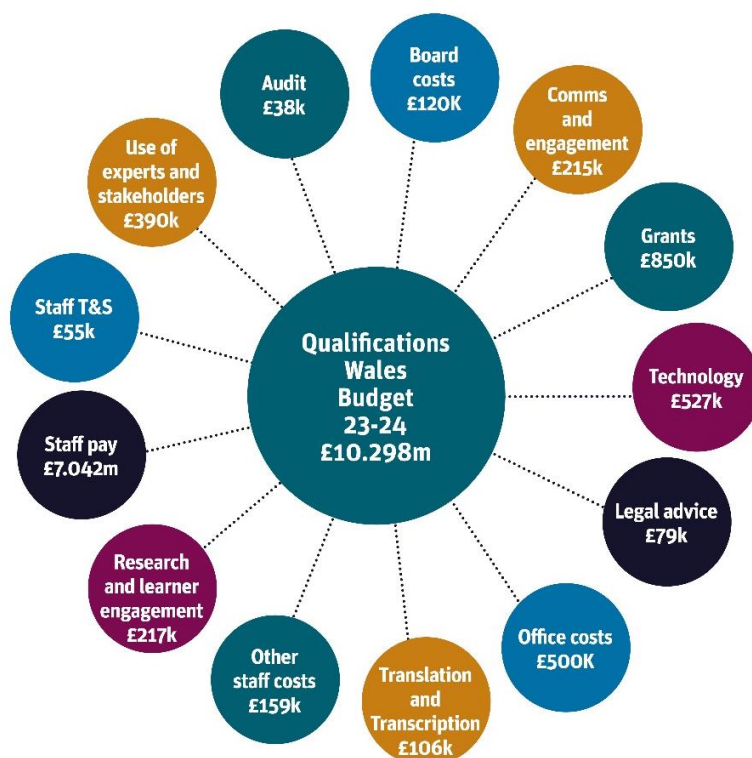 Qualifications
Wales
Budget
23-24
£10.298m
Board
costs
£120K
Comms
and
engagement
£215k
Grants
£850k
Technology
£527k
Legal advice
£79k
Office costs
£500K
Translation
and
Transcription
£106k
Other
staff costs
£159k
Research
and learner
engagement
£217k
Staff pay
£7.042m
Staff T&S
£55k
Use of
experts and
stakeholders
£390k
Audit
£38k